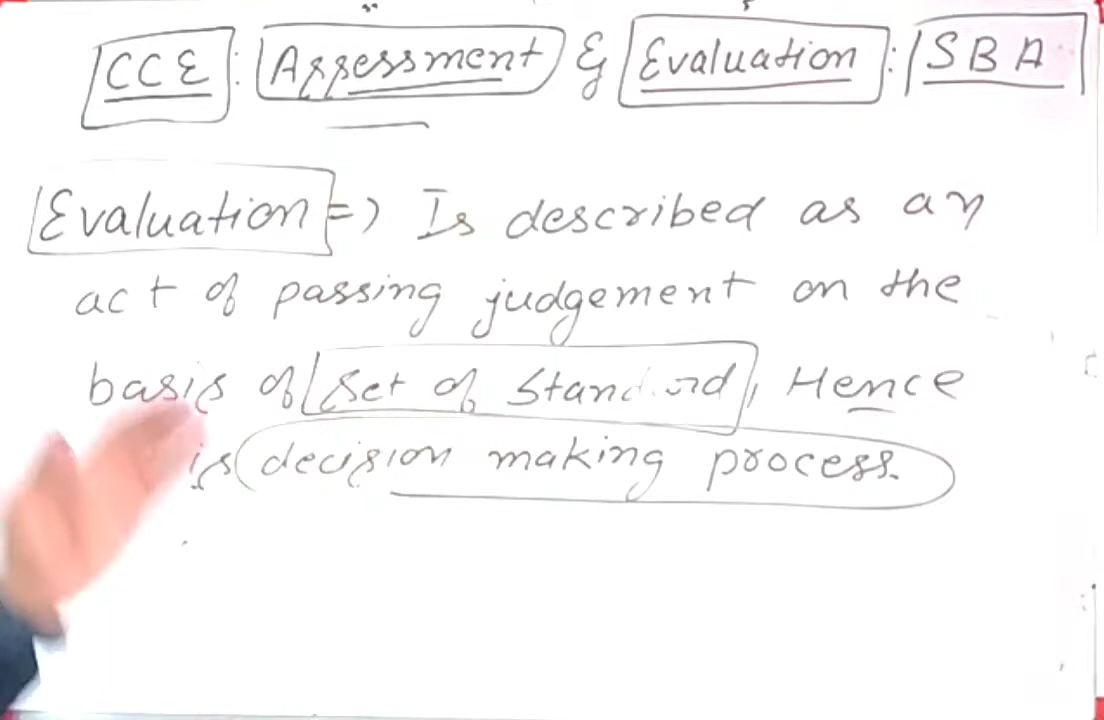 CCE : Assessment & Evaluation : SBA
Evaluation => Is described as an
act of passing judgement on the
basis of set of Standard, Hence
is decision making process.